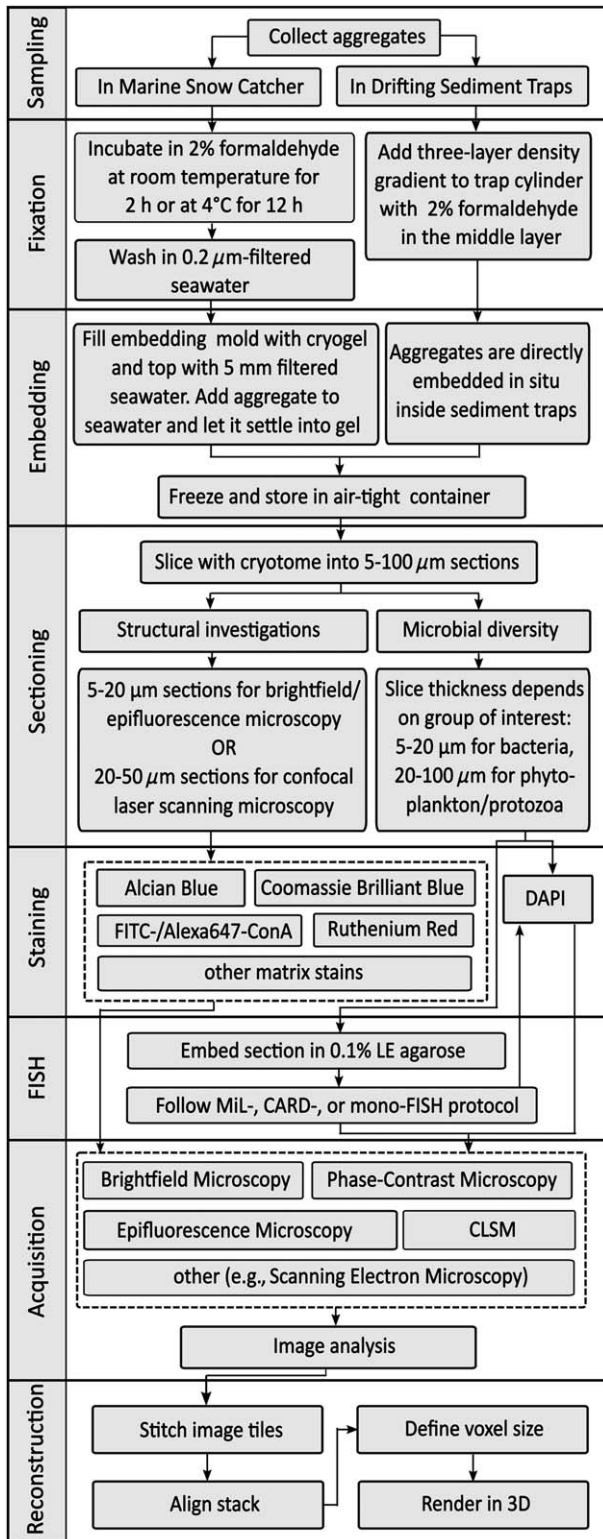 Sampling
Collect aggregates
In Marine Snow Catcher
In Drifting Sediment Traps
Fixation
Incubate in 2% formaldehyde
at room temperature for
2 h or at 4°C for 12 h
Add three-layer density
gradient to trap cylinder
with 2% formaldehyde
in the middle layer
Wash in 0.2 µm-filtered
seawater
Embedding
Fill embedding mold with cryogel
and top with 5 mm filtered
seawater. Add aggregate to
seawater and let it settle into gel
Aggregates are directly
embedded in situ
inside sediment traps
Freeze and store in air-tight container
Sectioning
Slice with cryotome into 5-100 µm sections
Structural investigations
Microbial diversity
5-20 µm sections for brightfield/
epifluorescence microscopy
OR
20-50 µm sections for confocal
laser scanning microscopy
Slice thickness depends
on group of interest:
5-20 µm for bacteria,
20-100 µm for phyto-
plankton/protozoa
Staining
Alcian Blue
Coomassie Brilliant Blue
DAPI
FITC-/Alexa647-ConA
Ruthenium Red
other matrix stains
FISH
Embed section in 0.1% LE agarose
Follow MiL-, CARD-, or mono-FISH protocol
Acquisition
Brightfield Microscopy
Phase-Contrast Microscopy
Epifluorescence Microscopy
CLSM
other (e.g., Scanning Electron Microscopy)
Image analysis
Reconstruction
Stitch image tiles
Define voxel size
Align stack
Render in 3D